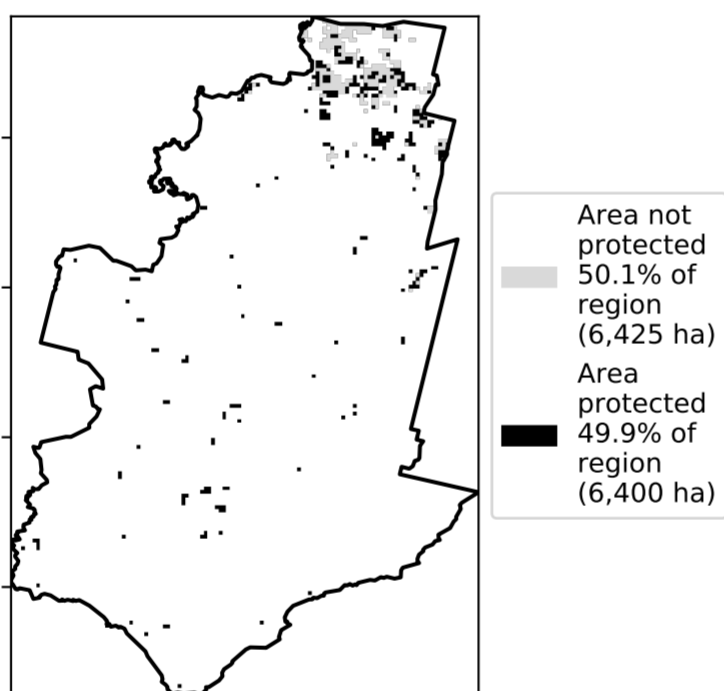 Area not
protected
50.1% of
region
(6,425 ha)
Area
protected
49.9% of
region
(6,400 ha)